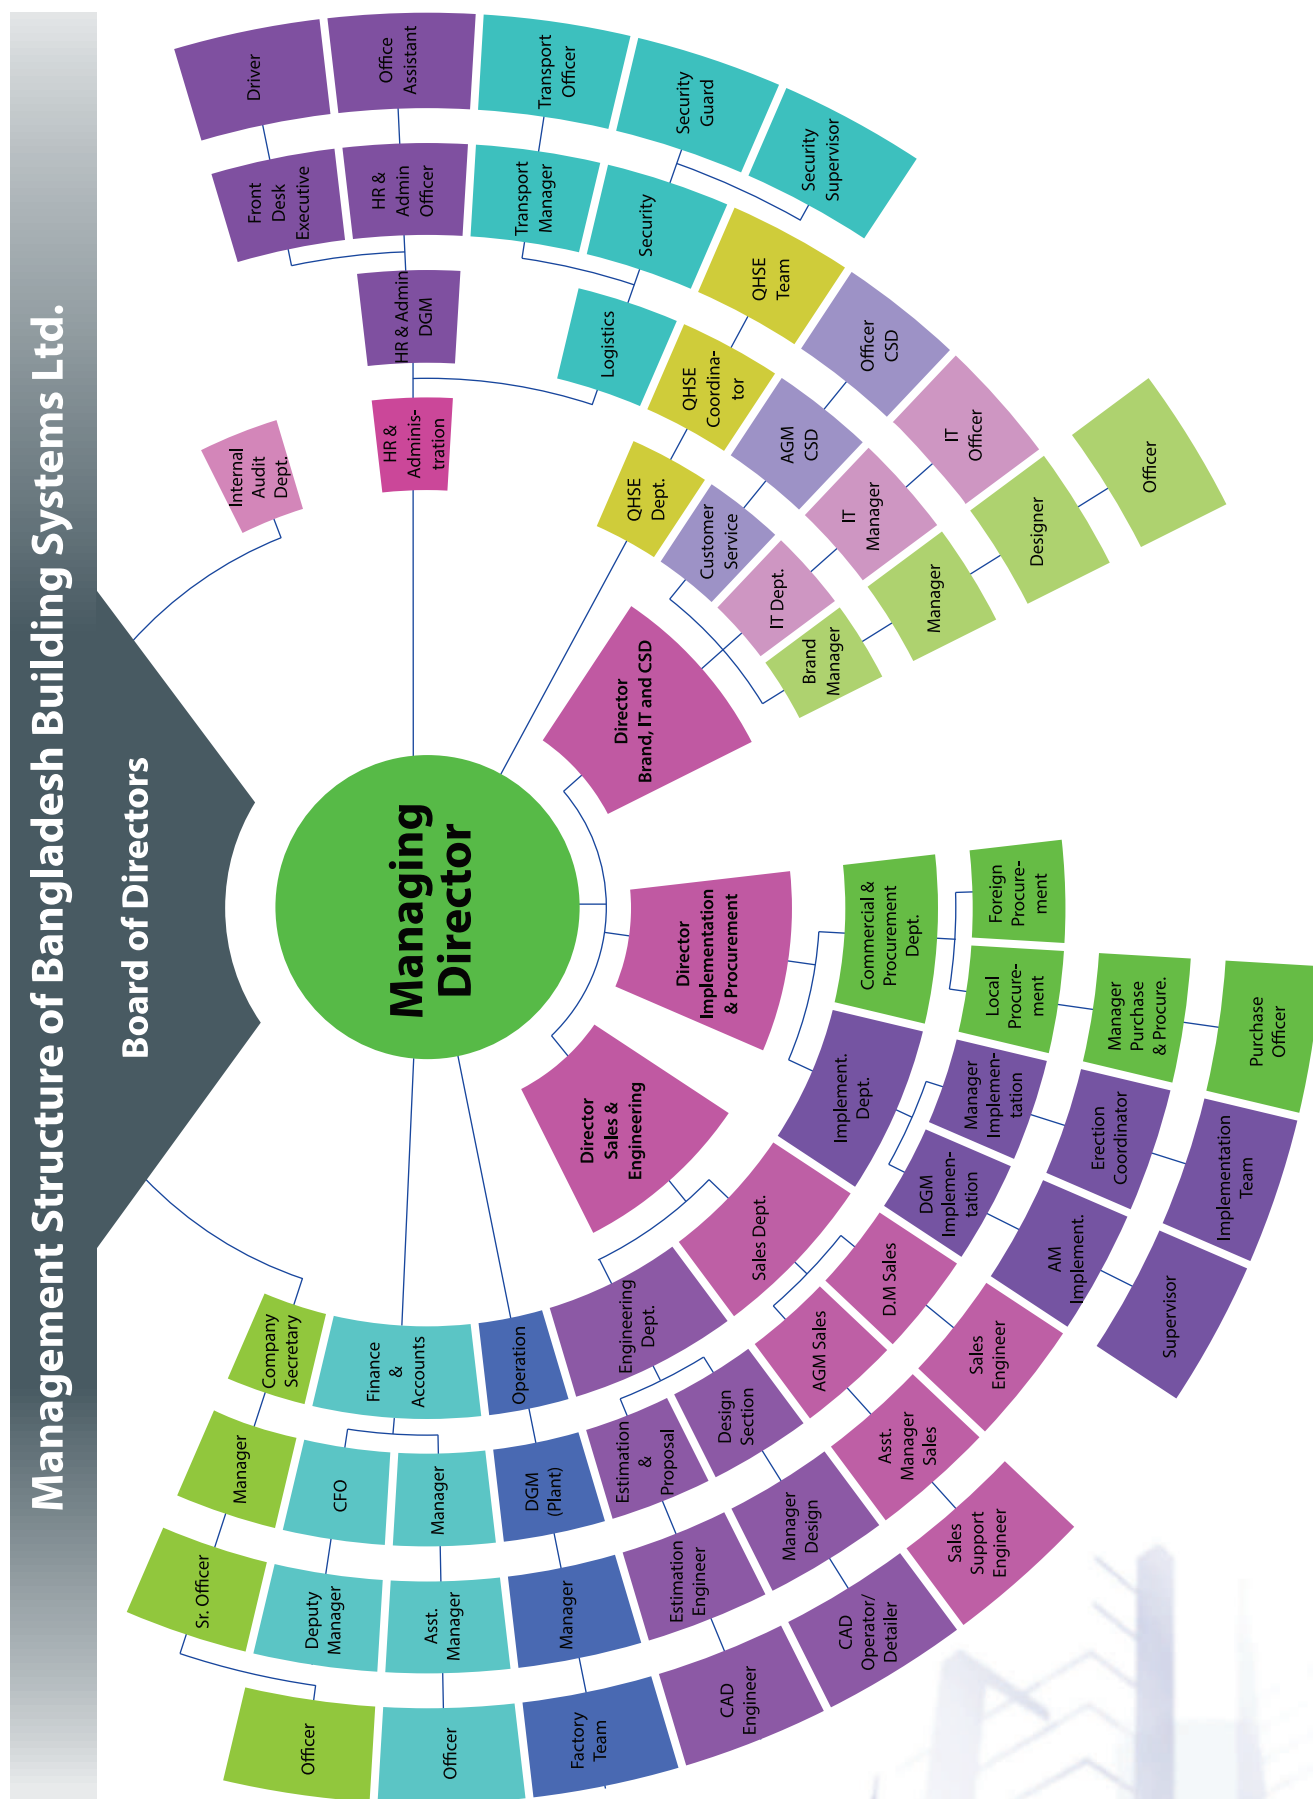 Management Structure of Bangladesh Building Systems Ltd.
Board of Directors
Managing
Director
Internal
Audit
Dept.
HR &
Adminis-
tration
HR & Admin
DGM
Front
Desk
Executive
Driver
HR &
Admin
Officer
Office
Assistant
Logistics
Transport
Manager
Transport
Officer
Security
Security
Guard
Security
Supervisor
QHSE
Dept.
QHSE
Coordina-
tor
QHSE
Team
Director
Brand, IT and CSD
Customer
Service
AGM
CSD
Officer
CSD
IT Dept.
IT
Manager
IT
Officer
Brand
Manager
Manager
Designer
Officer
Director
Implementation
& Procurement
Commercial &
Procurement
Dept.
Foreign
Procure-
ment
Local
Procure-
ment
Manager
Purchase
& Procure.
Purchase
Officer
Implement.
Dept.
Manager
Implemen-
tation
Erection
Coordinator
Implementation
Team
DGM
Implemen-
tation
AM
Implement.
Supervisor
Director
Sales &
Engineering
Sales Dept.
D.M Sales
Sales
Engineer
AGM Sales
Asst.
Manager
Sales
Sales
Support
Engineer
Engineering
Dept.
Design
Section
Manager
Design
CAD
Operator/
Detailer
Estimation
&
Proposal
Estimation
Engineer
CAD
Engineer
Operation
DGM
(Plant)
Manager
Factory
Team
Finance
&
Accounts
CFO
Deputy
Manager
Manager
Asst.
Manager
Officer
Company
Secretary
Manager
Sr. Officer
Officer